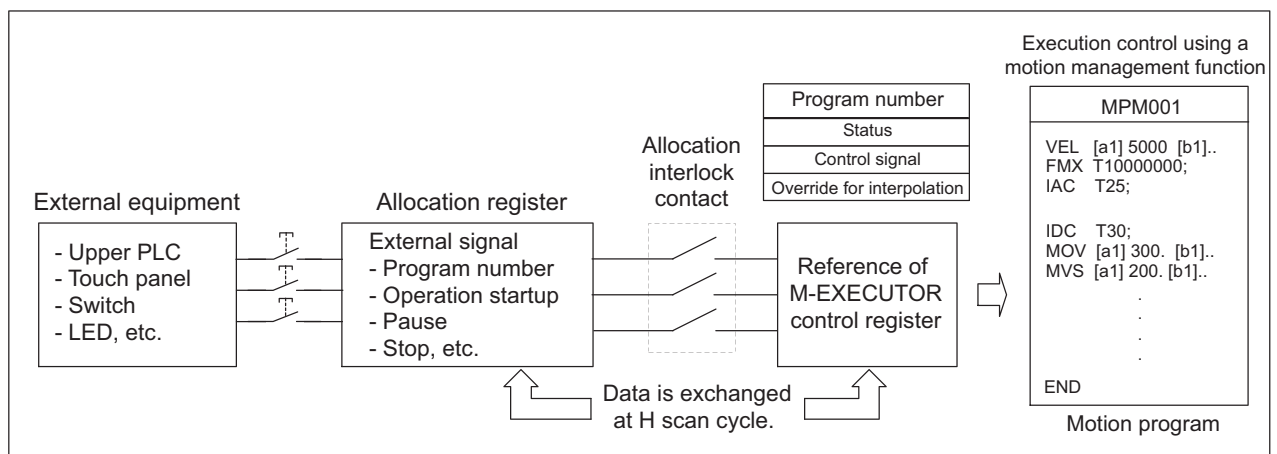 Execution control using a
motion management function
Program number
Status
Control signal
Override for interpolation
MPM001
VEL [a1] 5000 [b1]..
FMX T10000000;
IAC T25;
IDC T30;
MOV [a1] 300. [b1]..
MVS [a1] 200. [b1]..
.
.
.
.
END
Motion program
Allocation
interlock
contact
External equipment
- Upper PLC
- Touch panel
- Switch
- LED, etc.
Allocation register
External signal
- Program number
- Operation startup
- Pause
- Stop, etc.
Reference of
M-EXECUTOR
control register
Data is exchanged
at H scan cycle.